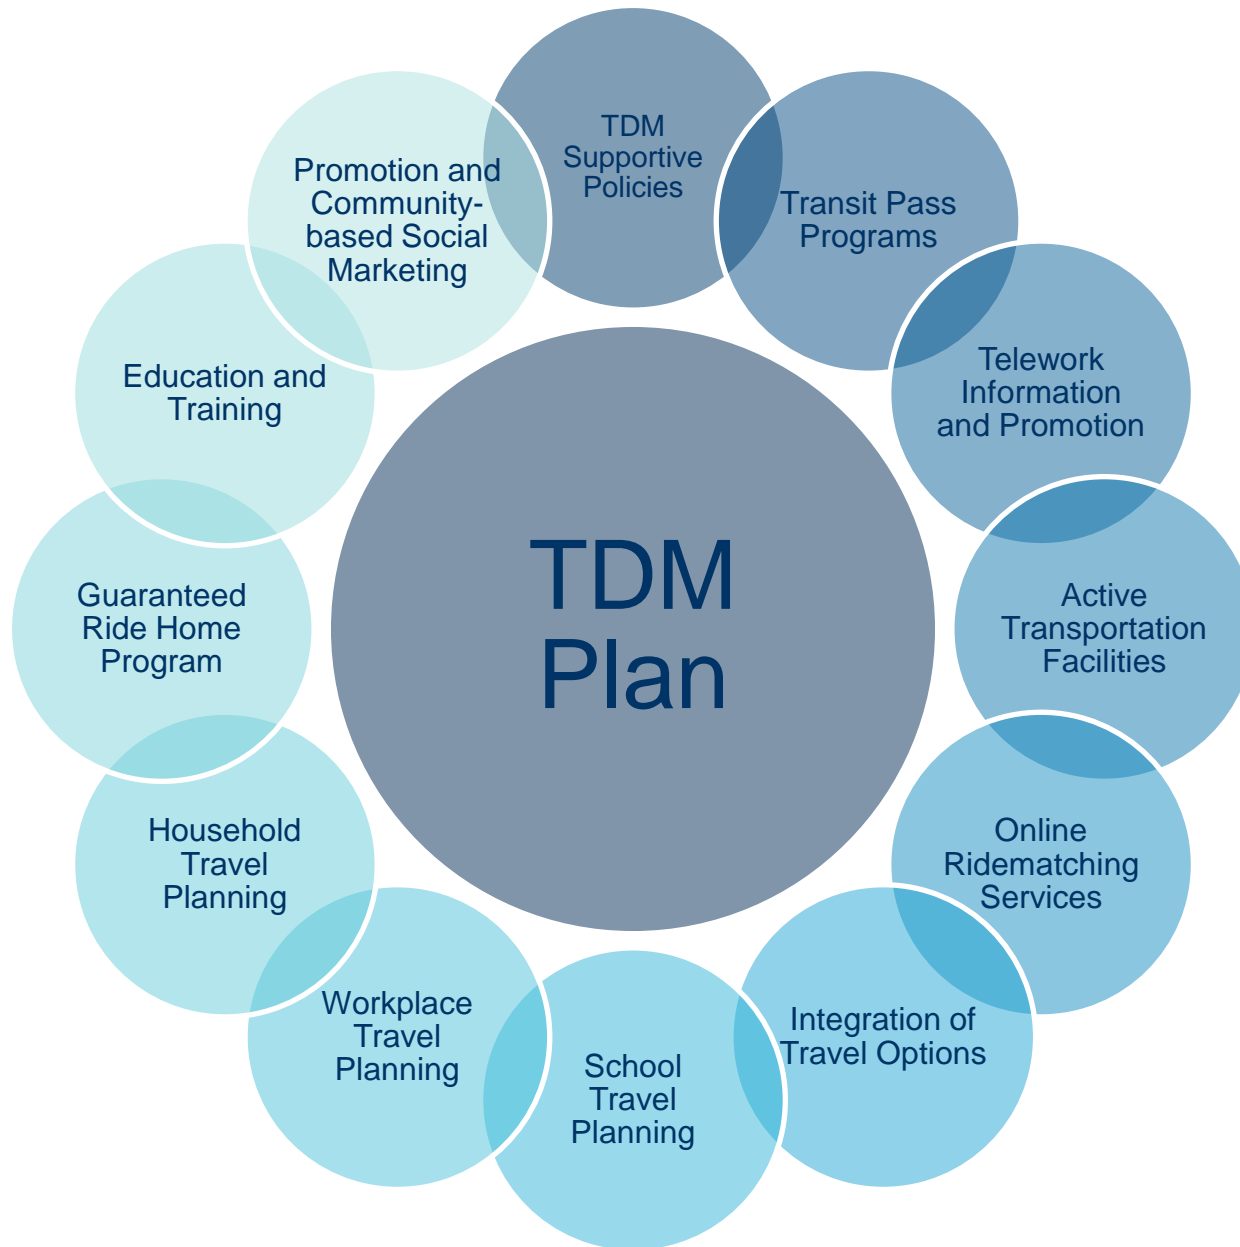 TDM
Supportive
Policies
Transit Pass
Programs
Telework
Information
and Promotion
Active
Transportation
Facilities
Online
Ridematching
Services
Integration of
Travel Options
School
Travel
Planning
Workplace
Travel
Planning
Household
Travel
Planning
Guaranteed
Ride Home
Program
Education and
Training
Promotion and
Community-
based Social
Marketing
TDM
Plan